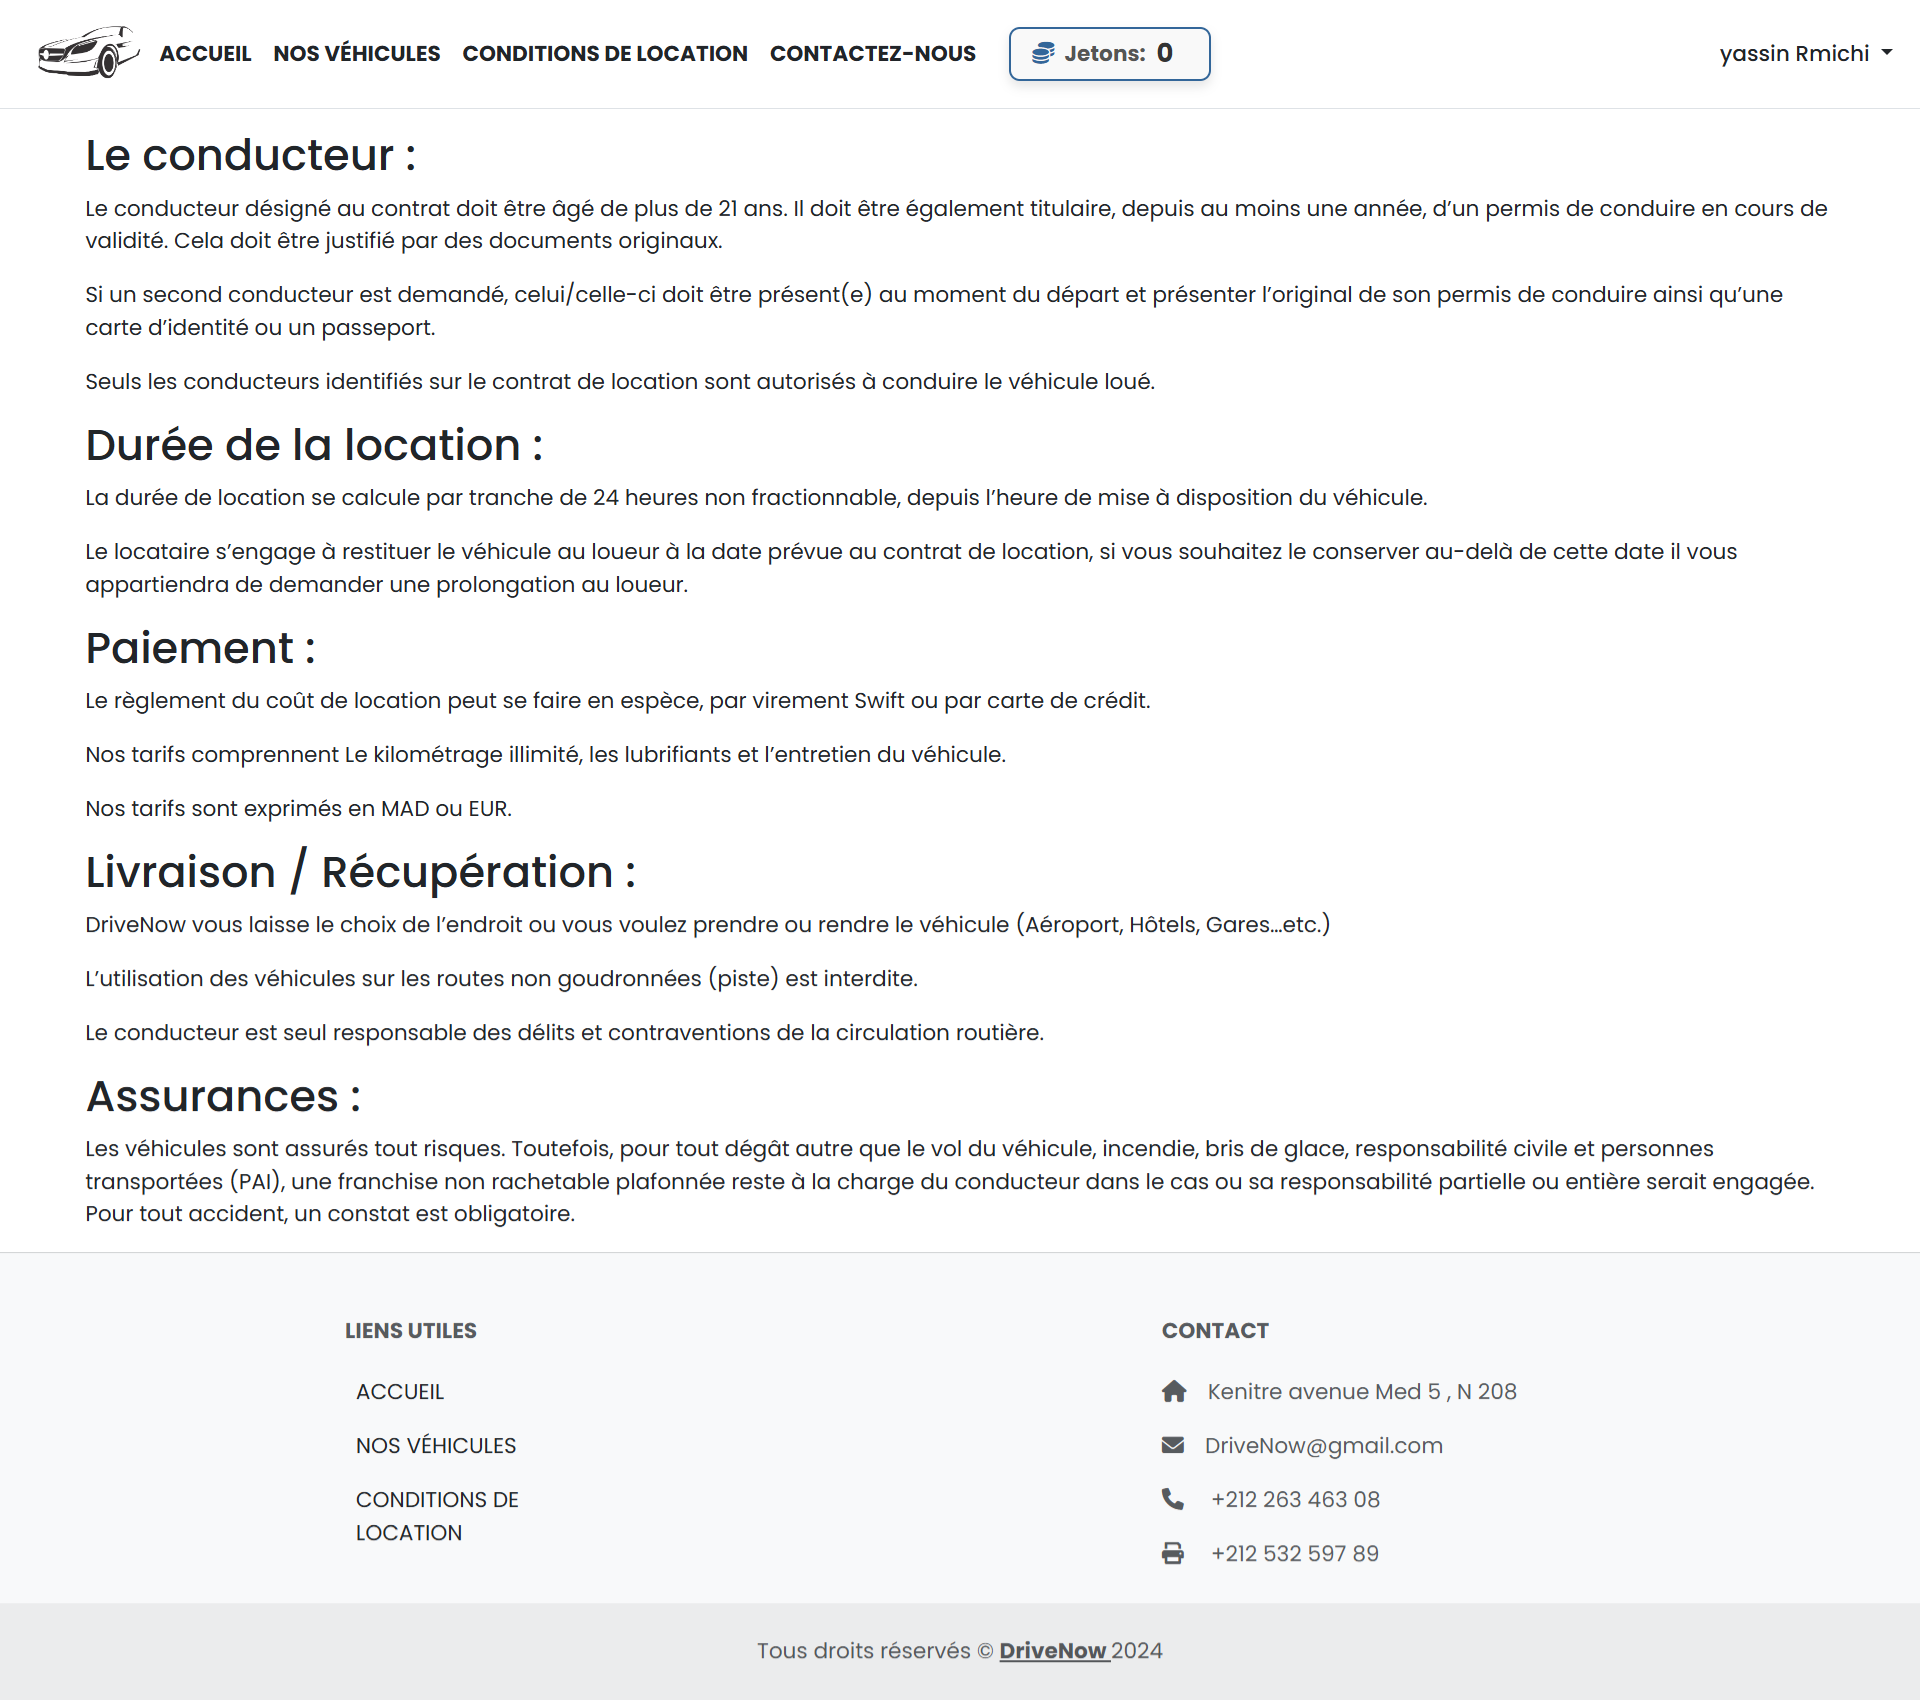 ACCUEIL NOS VÉHICULES CONDITIONS DE LOCATION CONTACTEZ-NOUS Jetons: 0 yassin Rmichi
Le conducteur :
Le conducteur désigné au contrat doit être âgé de plus de 21 ans. Il doit être également titulaire, depuis au moins une année, d’un permis de conduire en cours de
validité. Cela doit être justifié par des documents originaux.
Si un second conducteur est demandé, celui/celle-ci doit être présent(e) au moment du départ et présenter l’original de son permis de conduire ainsi qu’une
carte d’identité ou un passeport.
Seuls les conducteurs identifiés sur le contrat de location sont autorisés à conduire le véhicule loué.
Durée de la location :
La durée de location se calcule par tranche de 24 heures non fractionnable, depuis l’heure de mise à disposition du véhicule.
Le locataire s’engage à restituer le véhicule au loueur à la date prévue au contrat de location, si vous souhaitez le conserver au-delà de cette date il vous
appartiendra de demander une prolongation au loueur.
Paiement :
Le règlement du coût de location peut se faire en espèce, par virement Swift ou par carte de crédit.
Nos tarifs comprennent Le kilométrage illimité, les lubrifiants et l’entretien du véhicule.
Nos tarifs sont exprimés en MAD ou EUR.
Livraison / Récupération :
DriveNow vous laisse le choix de l’endroit ou vous voulez prendre ou rendre le véhicule (Aéroport, Hôtels, Gares…etc.)
L’utilisation des véhicules sur les routes non goudronnées (piste) est interdite.
Le conducteur est seul responsable des délits et contraventions de la circulation routière.
Assurances :
Les véhicules sont assurés tout risques. Toutefois, pour tout dégât autre que le vol du véhicule, incendie, bris de glace, responsabilité civile et personnes
transportées (PAI), une franchise non rachetable plafonnée reste à la charge du conducteur dans le cas ou sa responsabilité partielle ou entière serait engagée.
Pour tout accident, un constat est obligatoire.
LIENS UTILES
ACCUEIL
NOS VÉHICULES
CONDITIONS DE
LOCATION
CONTACT
Kenitre avenue Med 5 , N 208
DriveNow@gmail.com
+212 263 463 08
+212 532 597 89
Tous droits réservés © DriveNow 2024